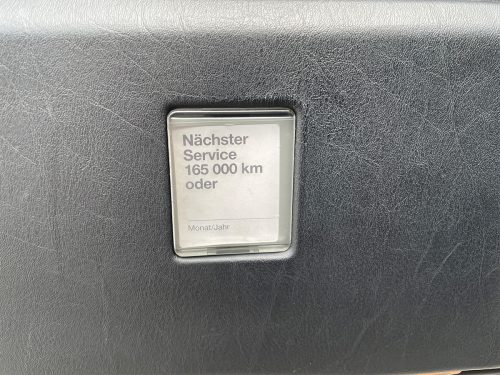 Nächster
Service
165 000 km
oder
Monat/Jahr